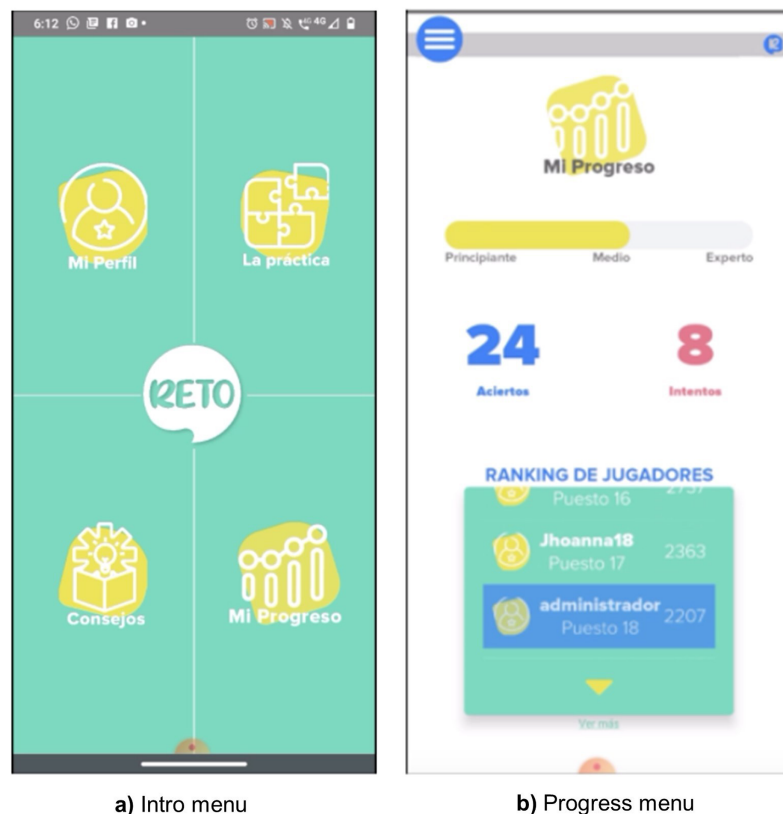 6:12 4G 4G
Mi Perfil
La práctica
RETO
Consejos
Mi Progreso
a) Intro menu
Mi Progreso
Principiante Medio Experto
24 8
Aciertos Intentos
RANKING DE JUGADORES
Puesto 16
Jhoanna18
Puesto 17
2363
administrador
Puesto 18
2207
Ver más
b) Progress menu